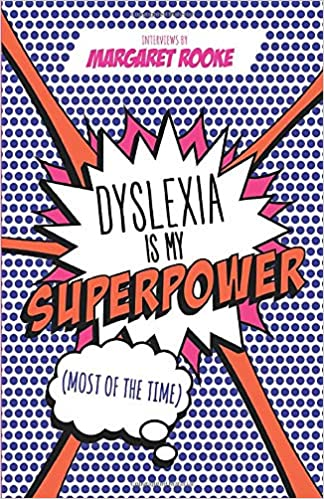 INTERVIEWS BY
MARGARET ROOKE
DYSLEXIA
IS MY
SUPERPOWER
(MOST OF THE TIME)